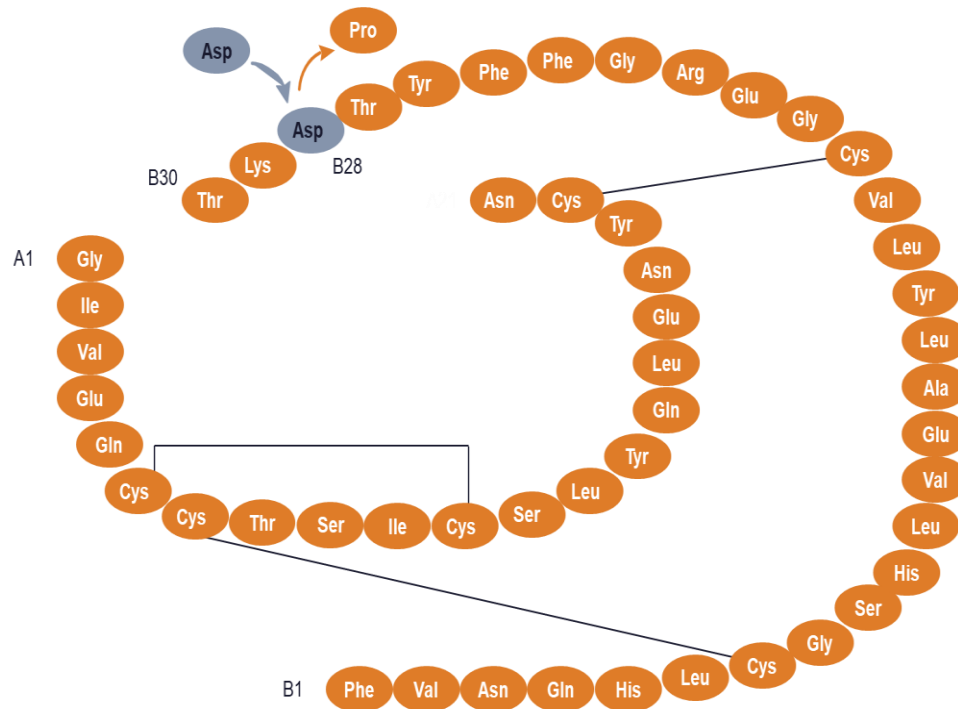 Pro
Asp
Asp
Thr
Tyr
Phe
Phe
Gly
Arg
Glu
Gly
Cys
Val
Leu
Tyr
Leu
Ala
Glu
Val
Leu
His
Ser
Gly
Cys
Leu
His
Gln
Asn
Val
Phe
B1
B28
Lys
Thr
B30
A1
Gly
Ile
Val
Glu
Gln
Cys
Cys
Thr
Ser
Ile
Cys
Ser
Leu
Tyr
Gln
Leu
Glu
Asn
Tyr
Cys
Asn